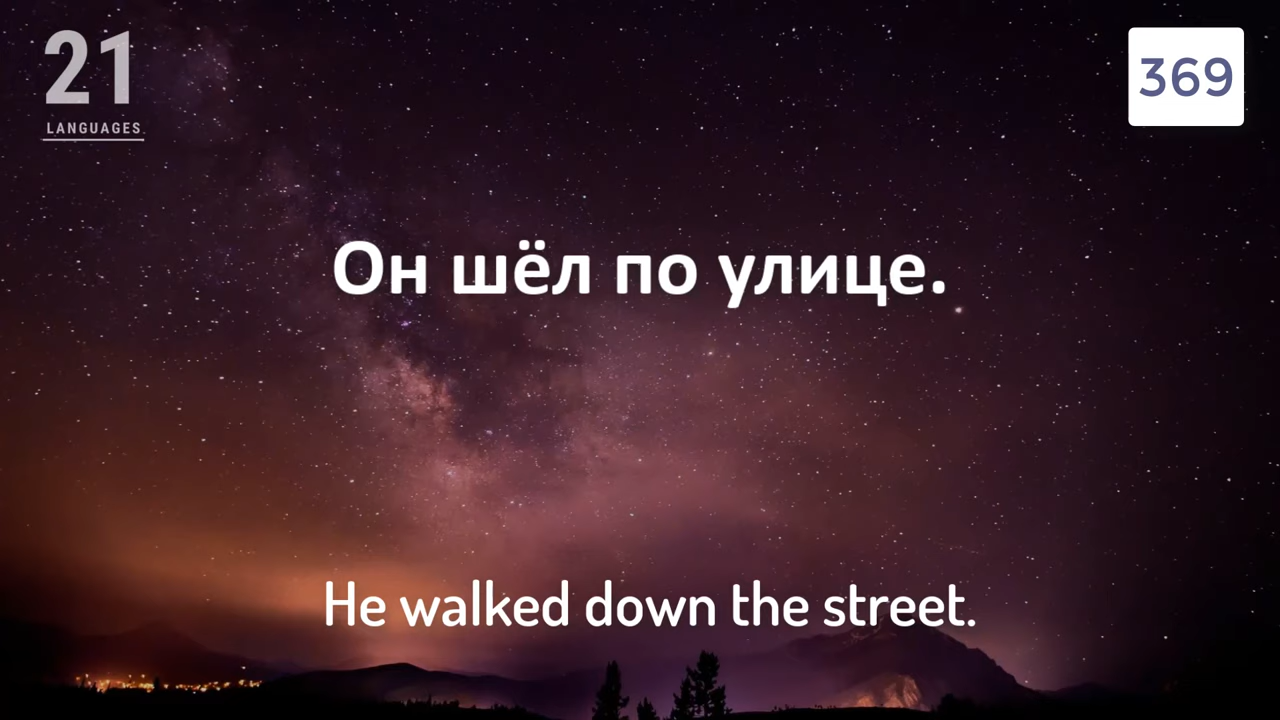 21
LANGUAGES
369
Он шёл по улице.
He walked down the street.